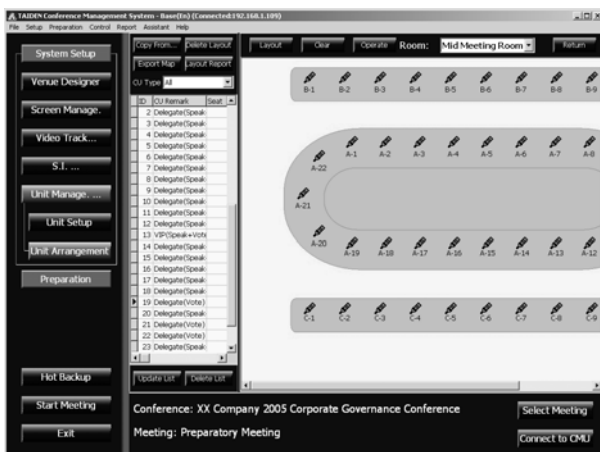 TAIDEN Conference Management System - Base(En) (Connected:192.168.1.109)
File Setup Preparation Control Report Assistant Help
System Setup
Venue Designer
Screen Manage.
Video Track...
S.I. ...
Unit Manage. ...
Unit Setup
Unit Arrangement
Preparation
Hot Backup
Start Meeting
Exit
Copy From... Delete Layout
Export Map Layout Report
CU Type All
ID CU Remark Seat
2 Delegate(Speak
3 Delegate(Speak
4 Delegate(Speak
5 Delegate(Speak
6 Delegate(Speak
7 Delegate(Speak
8 Delegate(Speak
9 Delegate(Speak
10 Delegate(Speak
11 Delegate(Speak
12 Delegate(Speak
13 VIP(Speak+Vote
14 Delegate(Speak
15 Delegate(Speak
16 Delegate(Speak
17 Delegate(Speak
18 Delegate(Speak
19 Delegate(Vote)
20 Delegate(Speak
21 Delegate(Vote)
22 Delegate(Vote)
23 Delegate(Speak
Update List Delete List
Layout Clear Operate Room: Mid Meeting Room Return
B-1 B-2 B-3 B-4 B-5 B-6 B-7 B-8 B-9
A-1 A-2 A-3 A-4 A-5 A-6 A-7 A-8
A-22
A-21
A-20
A-19 A-18 A-17 A-16 A-15 A-14 A-13 A-12
C-1 C-2 C-3 C-4 C-5 C-6 C-7 C-8 C-9
Conference: XX Company 2005 Corporate Governance Conference
Meeting: Preparatory Meeting
Select Meeting
Connect to CMU